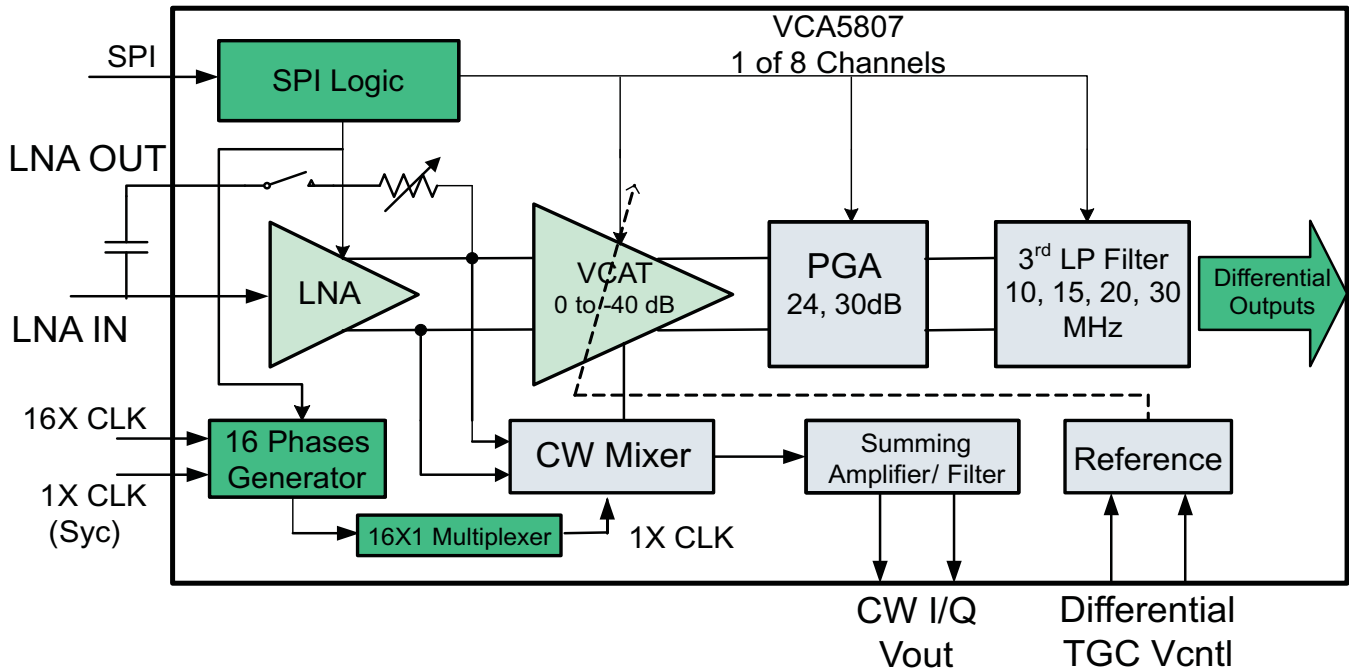 VCA5807
1 of 8 Channels
SPI
SPI Logic
LNA OUT
LNA IN
LNA
VCAT
0 to -40 dB
PGA
24, 30dB
3rd LP Filter
10, 15, 20, 30
MHz
Differential
Outputs
16X CLK
1X CLK
(Syc)
16 Phases
Generator
16X1 Multiplexer
1X CLK
CW Mixer
Summing
Amplifier/ Filter
Reference
CW I/Q
Vout
Differential
TGC Vcntl